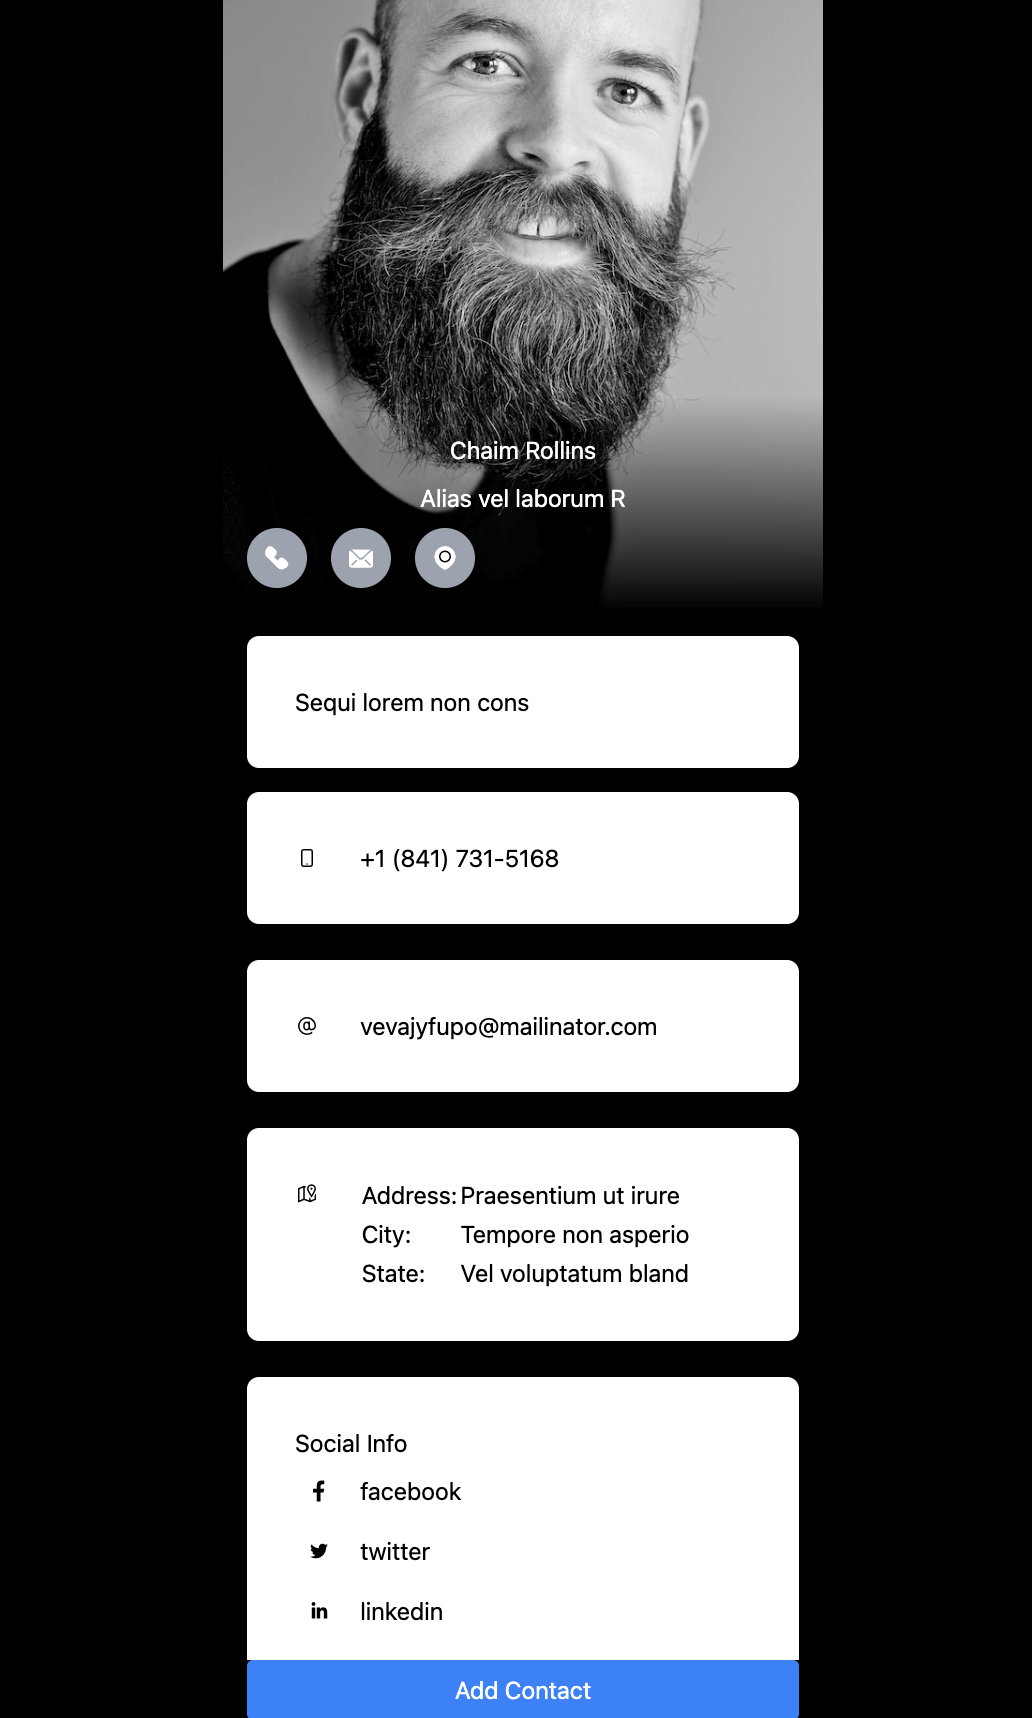 Chaim Rollins
Alias vel laborum R
Sequi lorem non cons
+1 (841) 731-5168
vevajyfupo@mailinator.com
Address: Praesentium ut irure
City: Tempore non asperio
State: Vel voluptatum bland
Social Info
facebook
twitter
linkedin
Add Contact